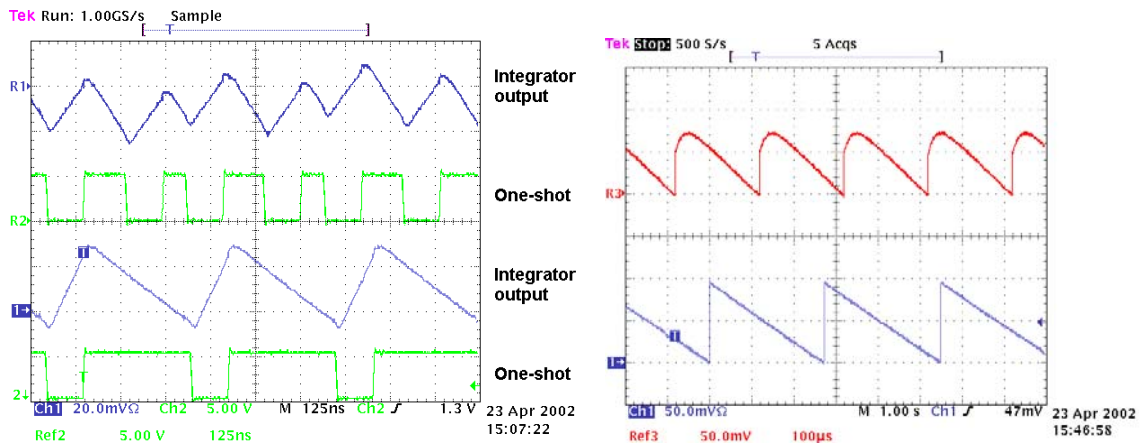 Tek Run: 1.00GS/s Sample
T
R1
Integrator
output
R2
One-shot
T
1
Integrator
output
T
2
One-shot
Ch1 20.0mVΩ Ch2 5.00 V M 125ns Ch2 1.3 V
Ref2 5.00 V 125ns
23 Apr 2002
15:07:22
Tek Stop: 500 S/s 5 Acqs
T
R3
T
1
Ch1 50.0mVΩ M 1.00 s Ch1 47mV
Ref3 50.0mV 100µs
23 Apr 2002
15:46:58